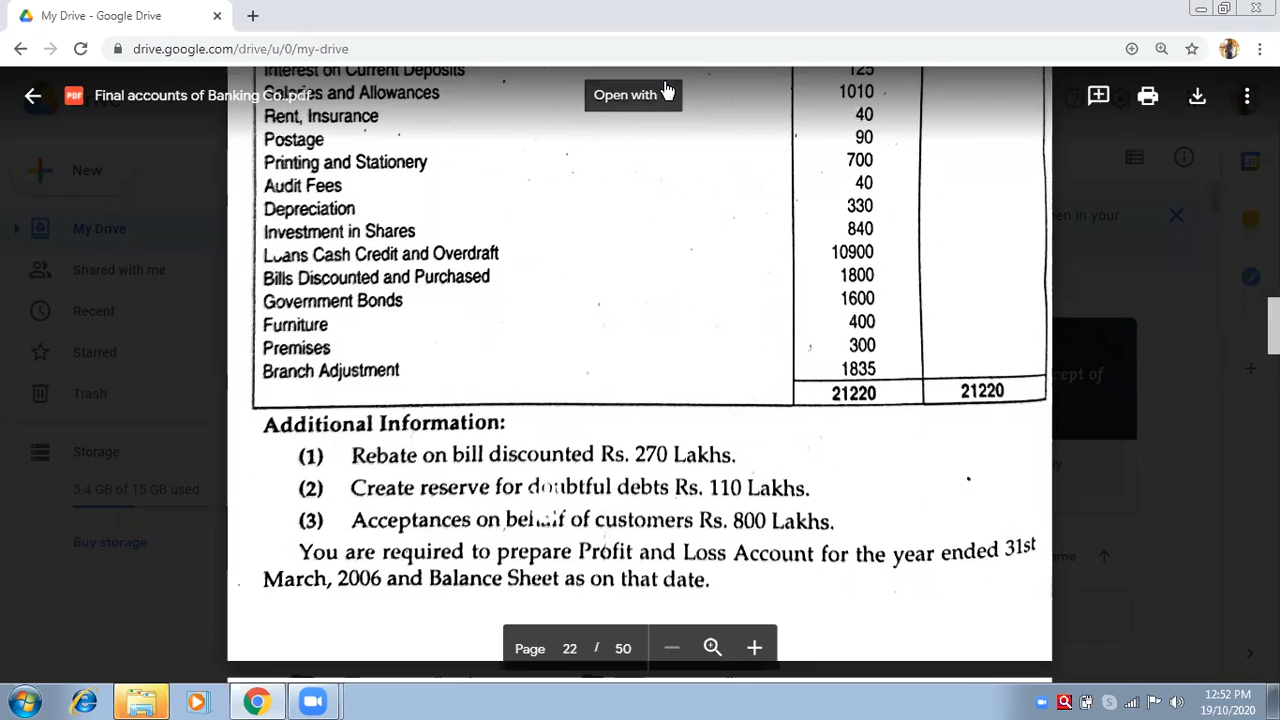 My Drive - Google Drive
drive.google.com/drive/u/0/my-drive
Interest on Current Deposits 125
Final accounts of Banking Co..pdf
Open with
Salaries and Allowances 1010
Rent, Insurance 40
Postage 90
Printing and Stationery 700
Audit Fees 40
Depreciation 330
Investment in Shares 840
Loans Cash Credit and Overdraft 10900
Bills Discounted and Purchased 1800
Government Bonds 1600
Furniture 400
Premises 300
Branch Adjustment 1835
21220 21220
Additional Information:
(1) Rebate on bill discounted Rs. 270 Lakhs.
(2) Create reserve for doubtful debts Rs. 110 Lakhs.
(3) Acceptances on behalf of customers Rs. 800 Lakhs.
You are required to prepare Profit and Loss Account for the year ended 31st
March, 2006 and Balance Sheet as on that date.
Page 22 / 50
New
My Drive
Shared with me
Recent
Starred
Trash
Storage
5.4 GB of 15 GB used
Buy storage
een in your
cept of
12:52 PM
19/10/2020